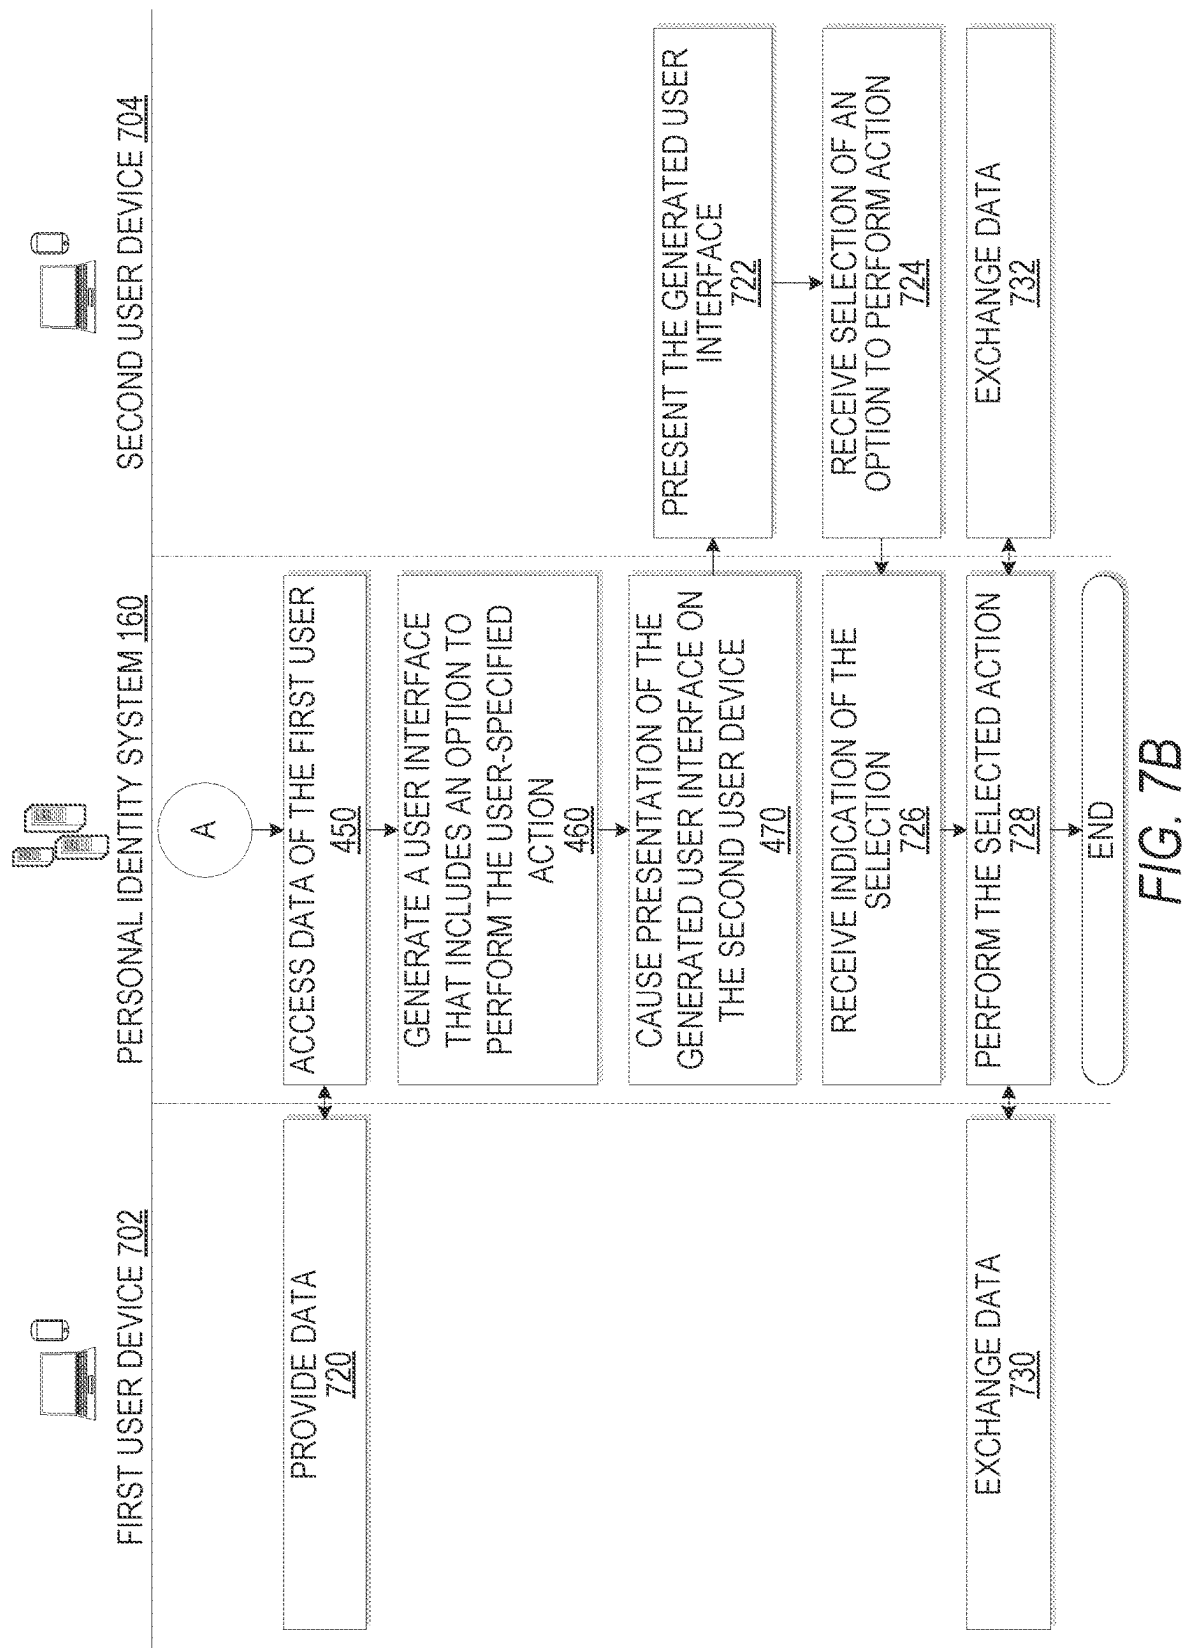 FIRST USER DEVICE 702
PERSONAL IDENTITY SYSTEM 160
SECOND USER DEVICE 704
A
PROVIDE DATA
720
ACCESS DATA OF THE FIRST USER
450
GENERATE A USER INTERFACE
THAT INCLUDES AN OPTION TO
PERFORM THE USER-SPECIFIED
ACTION
460
CAUSE PRESENTATION OF THE
GENERATED USER INTERFACE ON
THE SECOND USER DEVICE
470
PRESENT THE GENERATED USER
INTERFACE
722
RECEIVE SELECTION OF AN
OPTION TO PERFORM ACTION
724
RECEIVE INDICATION OF THE
SELECTION
726
EXCHANGE DATA
730
PERFORM THE SELECTED ACTION
728
EXCHANGE DATA
732
END
FIG. 7B